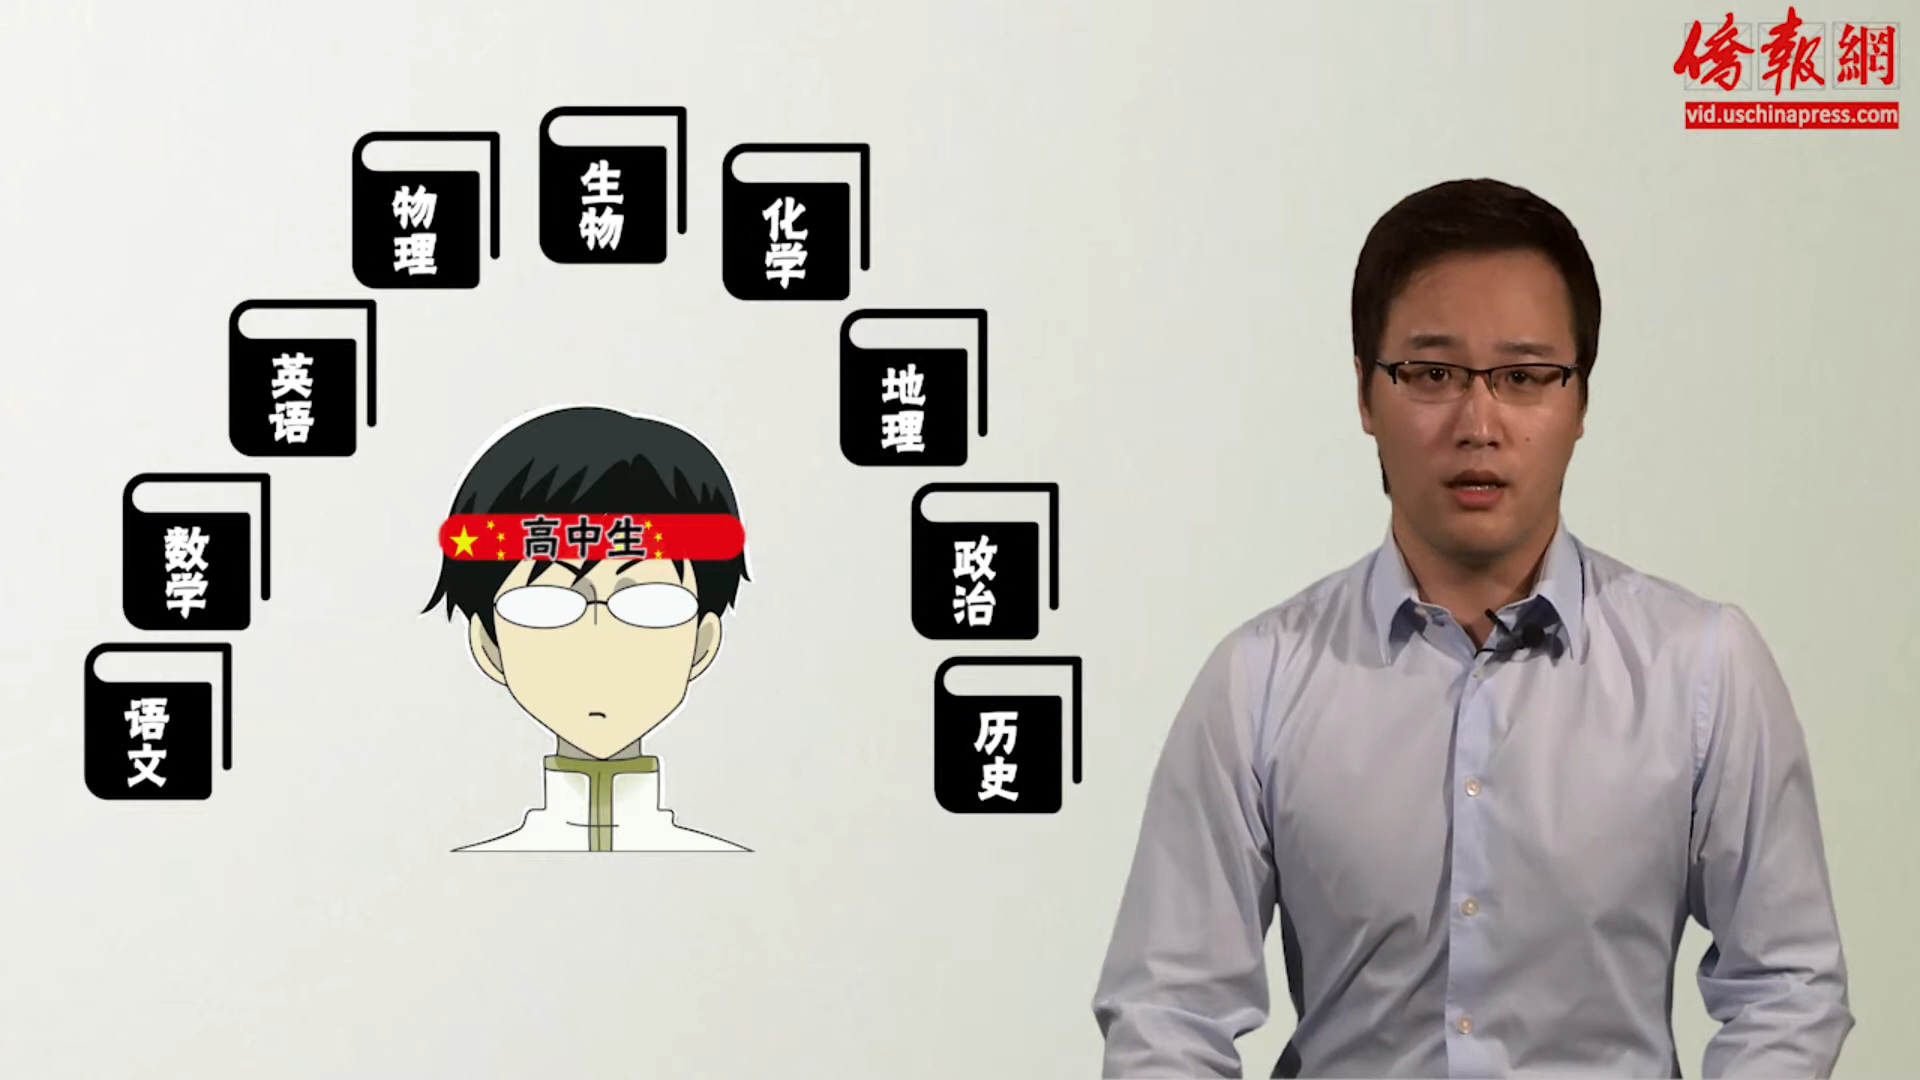 僑報網
vid.uschinapress.com
生物
物理
化学
英语
地理
数学
政治
高中生
语文
历史